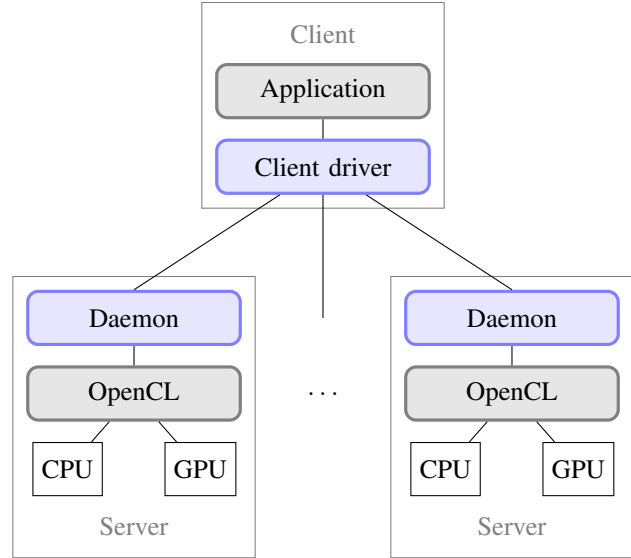 Client
Application
Client driver
Daemon
Daemon
OpenCL
...
OpenCL
CPU
GPU
CPU
GPU
Server
Server